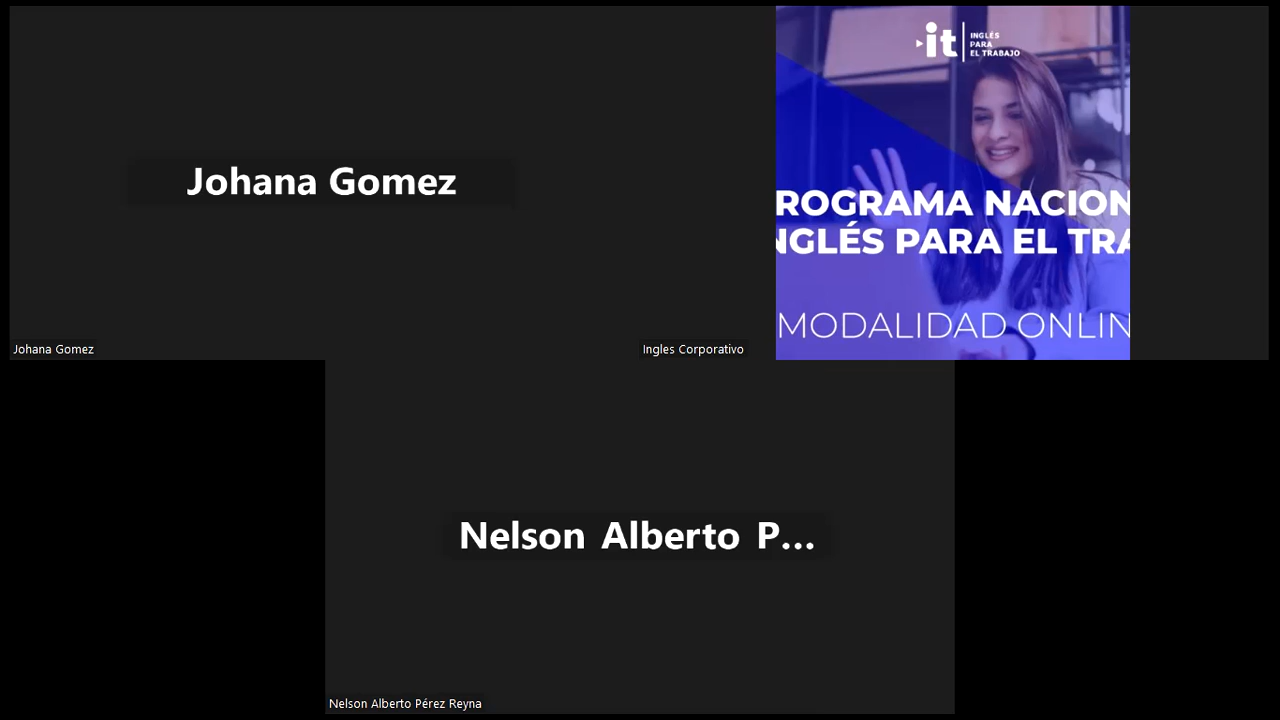 it
INGLÉS
PARA
EL TRABAJO
Johana Gomez
ROGRAMA NACION
NGLÉS PARA EL TRA
MODALIDAD ONLIN
Johana Gomez
Ingles Corporativo
Nelson Alberto P...
Nelson Alberto Pérez Reyna